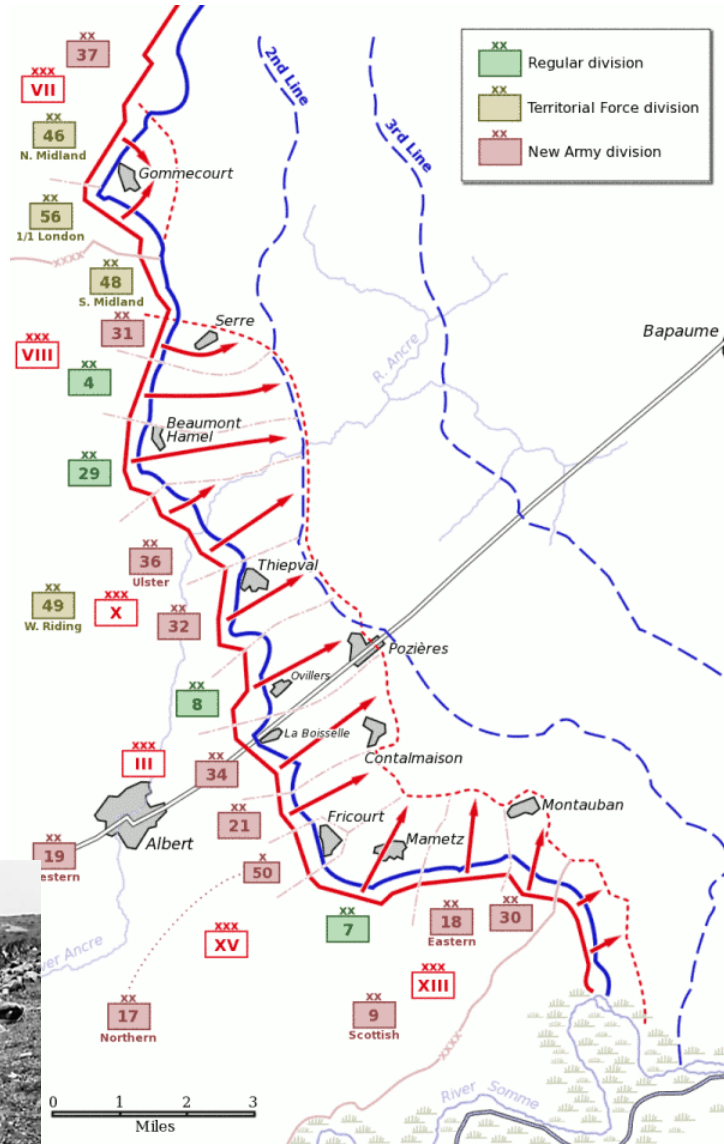 XX
37
XXX
VII
XX
46
N. Midland
XX
56
1/1 London
XXXX
XX
48
S. Midland
XX
31
XXX
VIII
XX
4
XX
29
XX
36
Ulster
XX
49
W. Riding
XXX
X
XX
32
XX
8
XXX
III
XX
34
XX
21
XX
19
estern
X
50
XXX
XV
XX
7
XX
18
Eastern
XX
30
XXX
XIII
XX
17
Northern
XX
9
Scottish
XXXX
2nd Line
3rd Line
XX
Regular division
XX
Territorial Force division
XX
New Army division
Gommecourt
Serre
Bapaume
R. Ancre
Beaumont
Hamel
Thiepval
Pozières
Ovillers
La Boisselle
Contalmaison
Albert
Fricourt
Mametz
Montauban
ver Ancre
River Somme
0 1 2 3
Miles